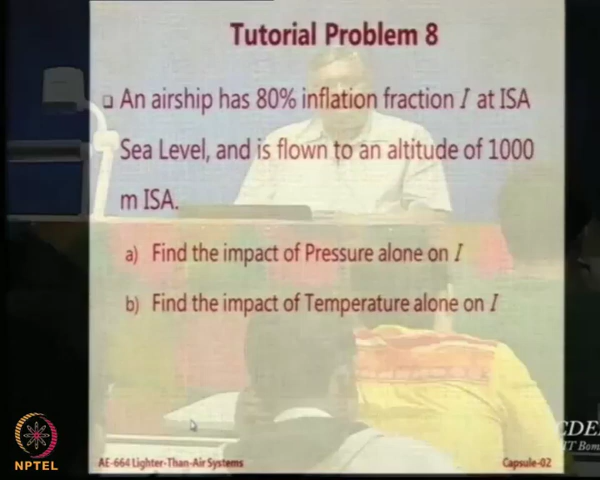 Tutorial Problem 8
An airship has 80% inflation fraction I at ISA
Sea Level, and is flown to an altitude of 1000
m ISA.
a) Find the impact of Pressure alone on I
b) Find the impact of Temperature alone on I
NPTEL
AE-664 Lighter-Than-Air Systems
Capsule-02
CDEE
IIT Bom